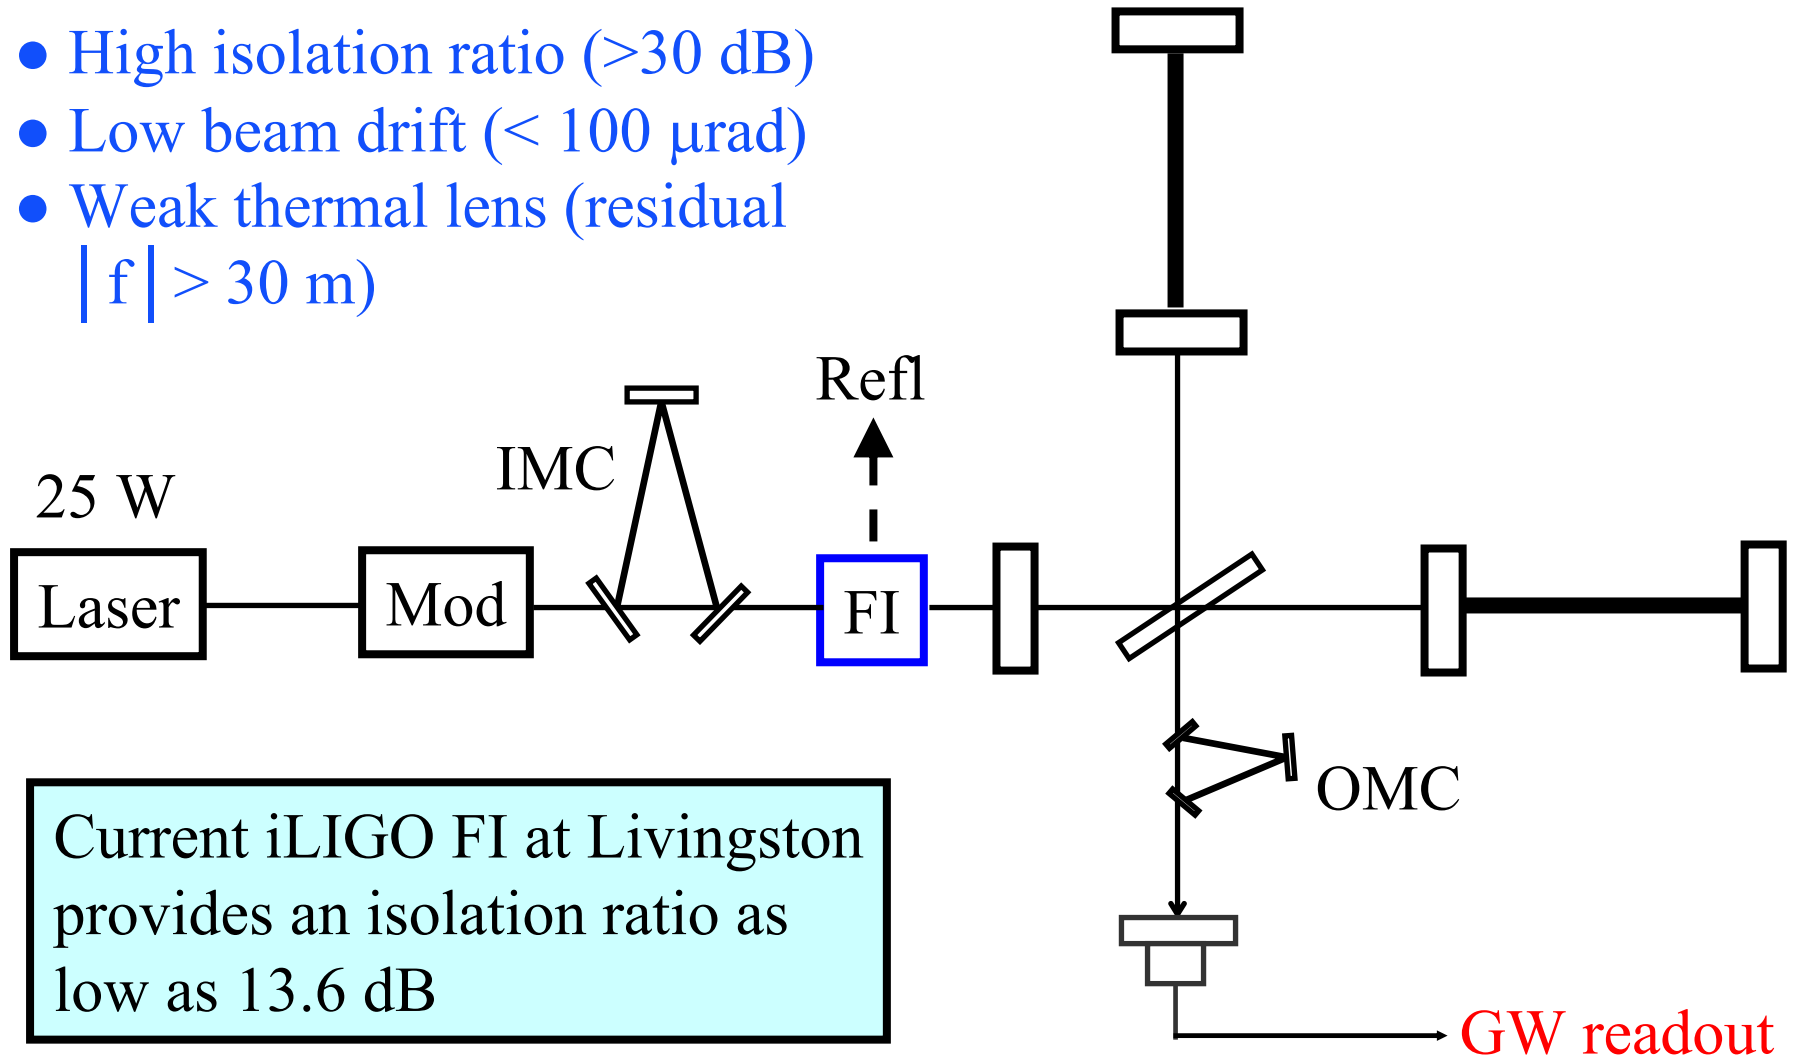 ● High isolation ratio (>30 dB)
● Low beam drift (< 100 μrad)
● Weak thermal lens (residual
| f | > 30 m)
Refl
IMC
25 W
Laser
Mod
FI
OMC
Current iLIGO FI at Livingston
provides an isolation ratio as
low as 13.6 dB
GW readout